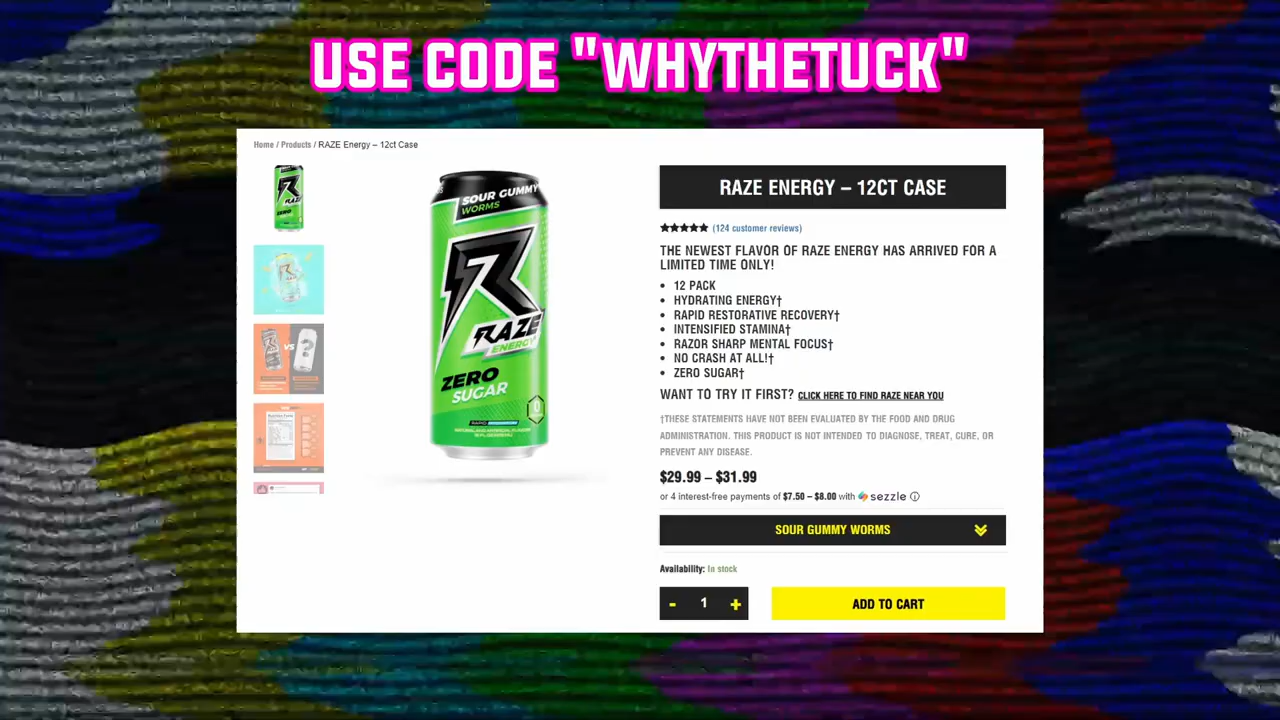 USE CODE "WHYTHETUCK"
Home / Products / RAZE Energy – 12ct Case
SOUR GUMMY
WORMS
RAZE
ENERGY
ZERO
SUGAR
RAZE ENERGY – 12CT CASE
(124 customer reviews)
THE NEWEST FLAVOR OF RAZE ENERGY HAS ARRIVED FOR A
LIMITED TIME ONLY!
• 12 PACK
• HYDRATING ENERGY†
• RAPID RESTORATIVE RECOVERY†
• INTENSIFIED STAMINA†
• RAZOR SHARP MENTAL FOCUS†
• NO CRASH AT ALL!†
• ZERO SUGAR†
WANT TO TRY IT FIRST? CLICK HERE TO FIND RAZE NEAR YOU
†THESE STATEMENTS HAVE NOT BEEN EVALUATED BY THE FOOD AND DRUG
ADMINISTRATION. THIS PRODUCT IS NOT INTENDED TO DIAGNOSE, TREAT, CURE, OR
PREVENT ANY DISEASE.
$29.99 – $31.99
or 4 interest-free payments of $7.50 – $8.00 with sezzle
SOUR GUMMY WORMS
Availability: In stock
- 1 +
ADD TO CART